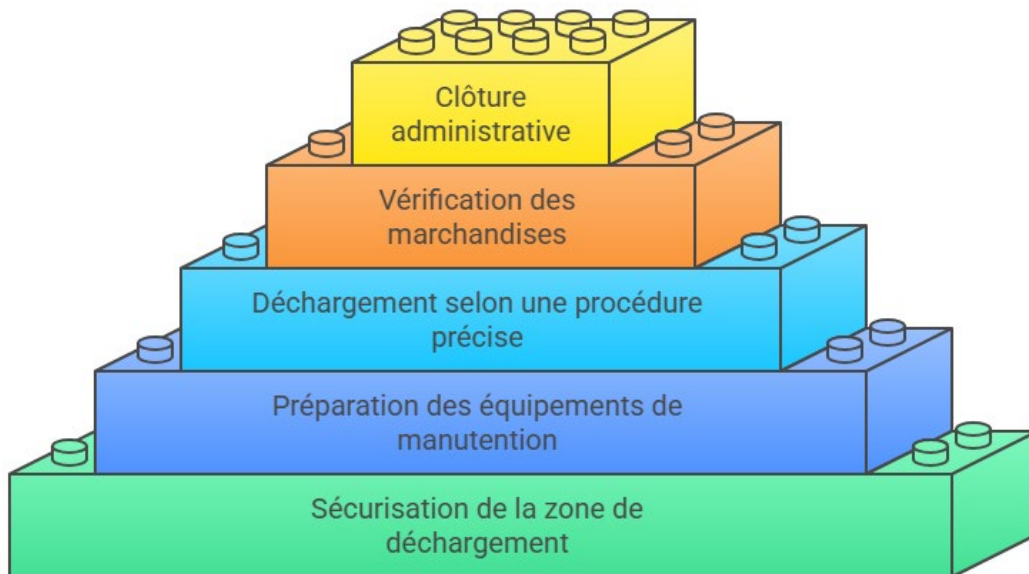 Clôture
administrative
Vérification des
marchandises
Déchargement selon une procédure
précise
Préparation des équipements de
manutention
Sécurisation de la zone de
déchargement